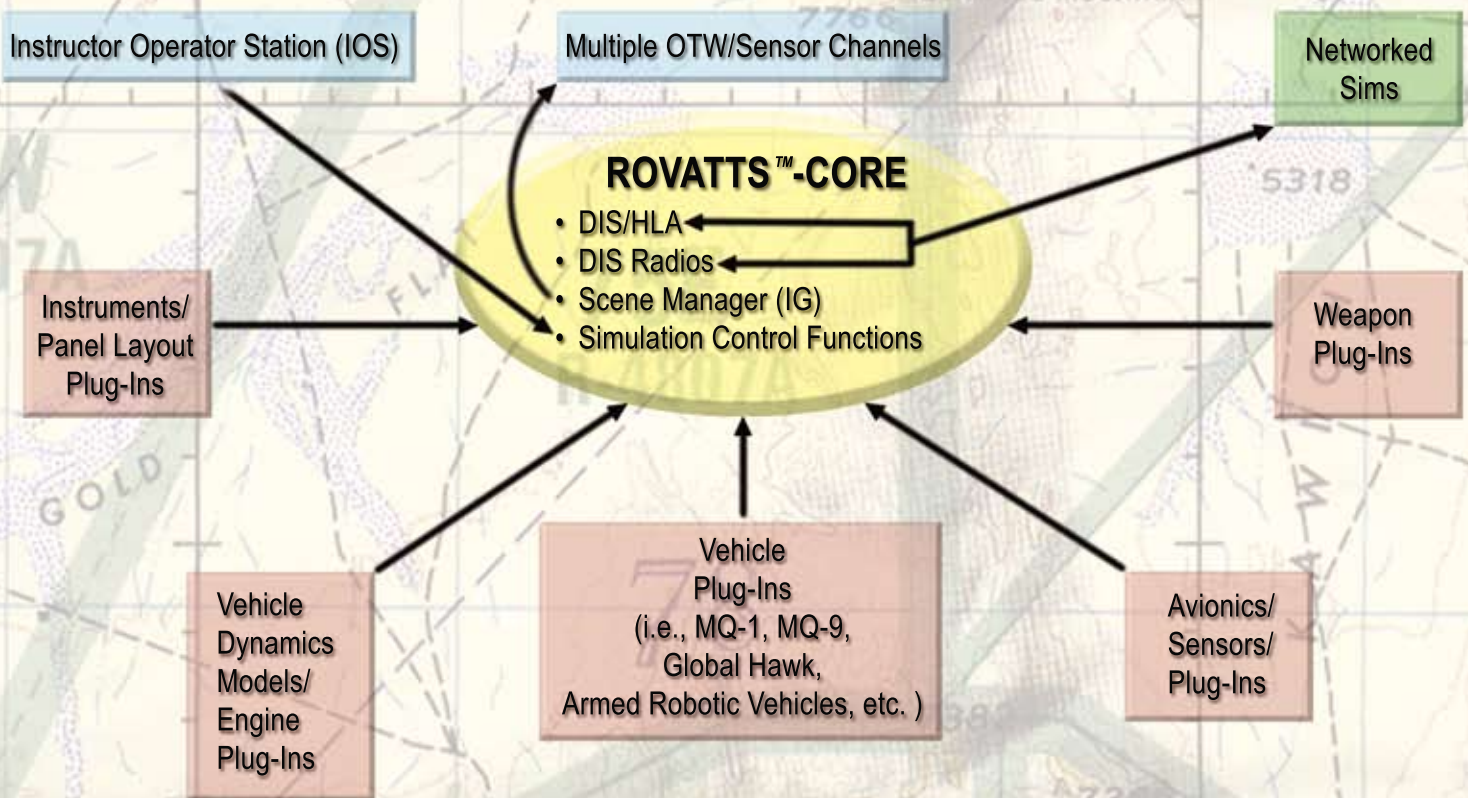 Instructor Operator Station (IOS)
Multiple OTW/Sensor Channels
Networked
Sims
7766
5318
ROVATTS™-CORE
• DIS/HLA
• DIS Radios
• Scene Manager (IG)
• Simulation Control Functions
Instruments/
Panel Layout
Plug-Ins
Weapon
Plug-Ins
GOLD
Vehicle
Dynamics
Models/
Engine
Plug-Ins
Vehicle
Plug-Ins
(i.e., MQ-1, MQ-9,
Global Hawk,
Armed Robotic Vehicles, etc. )
Avionics/
Sensors/
Plug-Ins